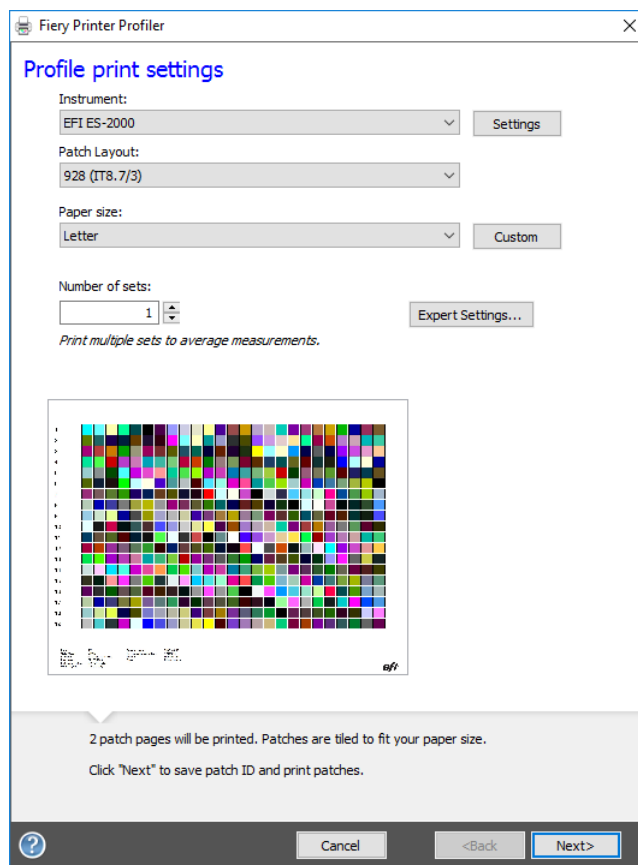 Fiery Printer Profiler
Profile print settings
Instrument:
EFI ES-2000
Settings
Patch Layout:
928 (IT8.7/3)
Paper size:
Letter
Custom
Number of sets:
1
Expert Settings...
Print multiple sets to average measurements.
efi
2 patch pages will be printed. Patches are tiled to fit your paper size.
Click "Next" to save patch ID and print patches.
?
Cancel
<Back
Next>